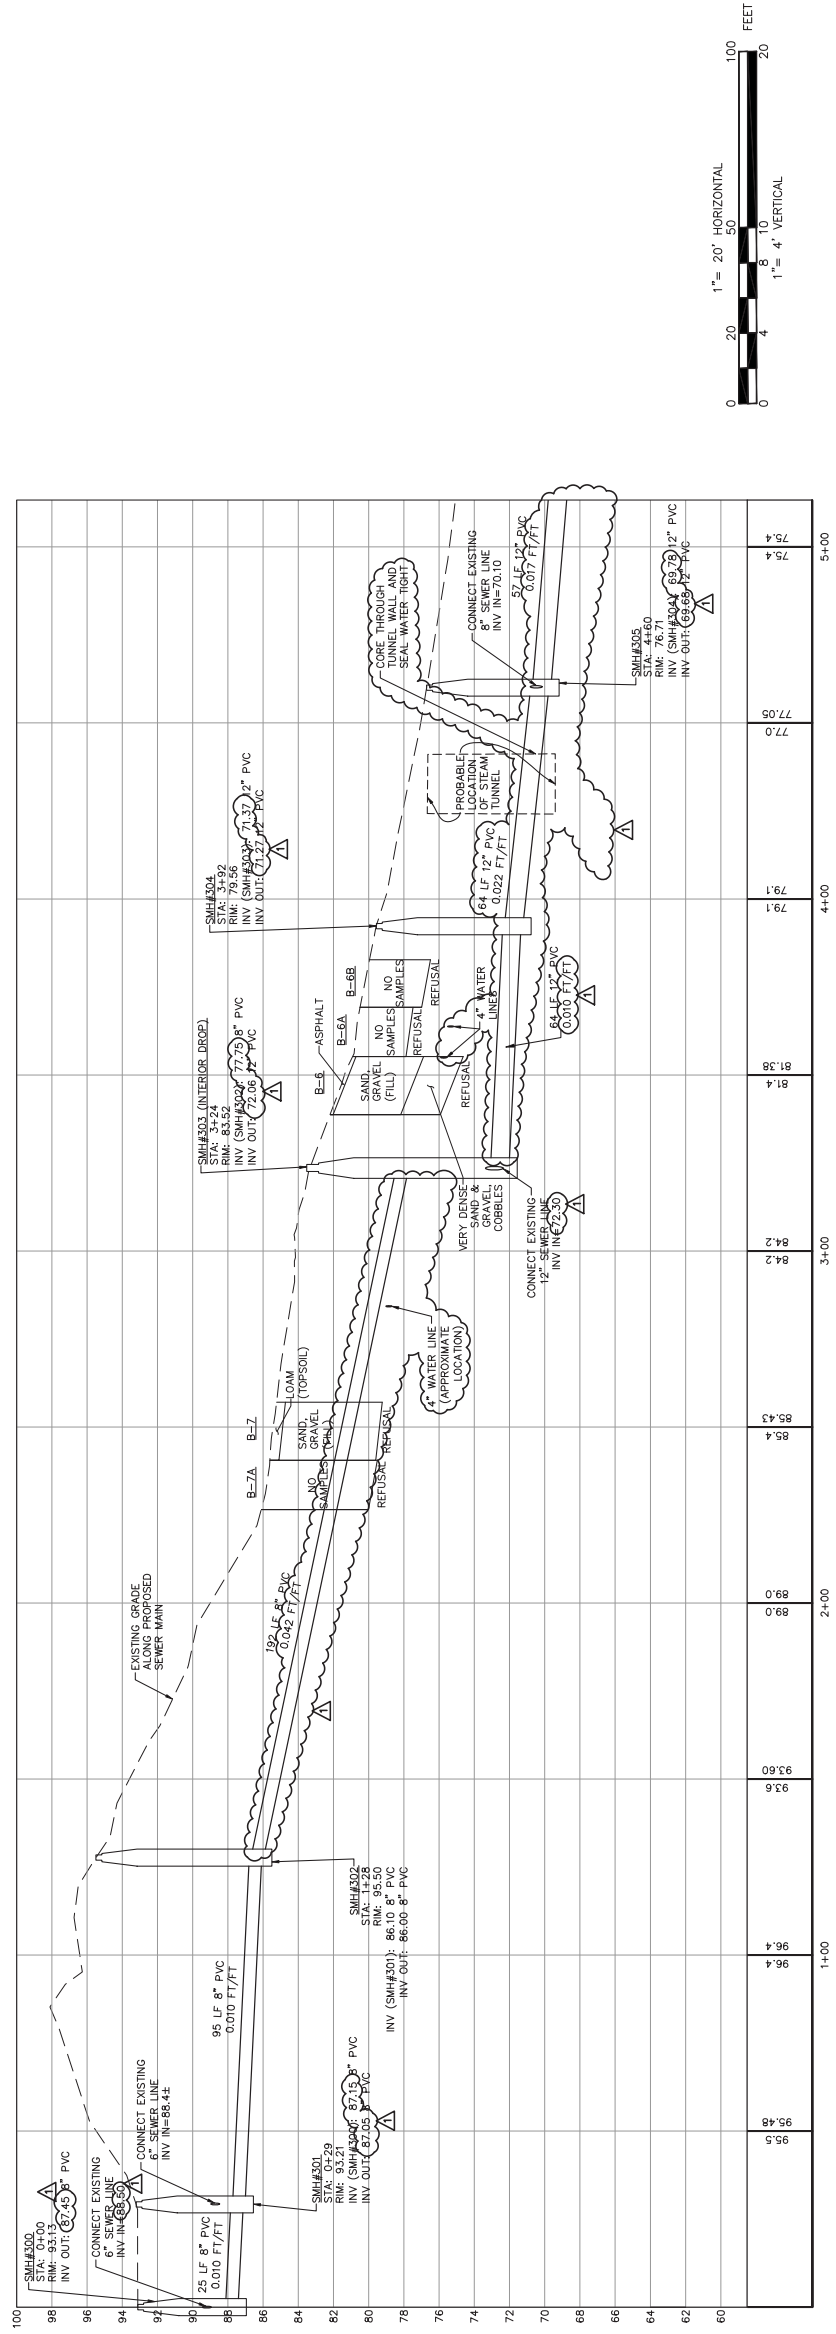 SMH#300
STA: 0+00
RIM: 93.13
INV OUT: 87.45 8" PVC
1
CONNECT EXISTING
6" SEWER LINE
INV IN=88.50
1
CONNECT EXISTING
6" SEWER LINE
INV IN=88.4±
25 LF 8" PVC
0.010 FT/FT
SMH#301
STA: 0+29
RIM: 93.21
INV (SMH#300): 87.15 8" PVC
INV OUT: 87.05 8" PVC
1
95 LF 8" PVC
0.010 FT/FT
SMH#302
STA: 1+28
RIM: 95.50
INV (SMH#301): 86.10 8" PVC
INV OUT: 86.00 8" PVC
EXISTING GRADE
ALONG PROPOSED
SEWER MAIN
192 LF 8" PVC
0.042 FT/FT
1
B-7A
NO
SAMPLES
REFUSAL
B-7
LOAM
(TOPSOIL)
SAND,
GRAVEL
(FILL)
REFUSAL
4" WATER LINE
(APPROXIMATE
LOCATION)
SMH#303 (INTERIOR DROP)
STA: 3+24
RIM: 83.52
INV (SMH#302): 77.75 8" PVC
INV OUT: 72.06 12" PVC
1
CONNECT EXISTING
12" SEWER LINE
INV IN=72.30
1
VERY DENSE
SAND &
GRAVEL,
COBBLES
B-6
ASPHALT
SAND,
GRAVEL
(FILL)
REFUSAL
B-6A
NO
SAMPLES
REFUSAL
B-6B
NO
SAMPLES
REFUSAL
4" WATER
LINES
64 LF 12" PVC
0.010 FT/FT
1
SMH#304
STA: 3+92
RIM: 79.56
INV (SMH#303): 71.37 12" PVC
INV OUT: 71.27 12" PVC
1
64 LF 12" PVC
0.022 FT/FT
PROBABLE
LOCATION
OF STEAM
TUNNEL
1
CORE THROUGH
TUNNEL WALL AND
SEAL WATER TIGHT
CONNECT EXISTING
8" SEWER LINE
INV IN=70.10
57 LF 12" PVC
0.017 FT/FT
SMH#305
STA: 4+60
RIM: 76.71
INV (SMH#304): 69.78 12" PVC
INV OUT: 69.68 12" PVC
1
100
98
96
94
92
90
88
86
84
82
80
78
76
74
72
70
68
66
64
62
60
95.5 95.48
96.4 96.4
93.6 93.60
89.0 89.0
85.4 85.43
84.2 84.2
81.4 81.38
79.1 79.1
77.0 77.05
75.4 75.4
1+00 2+00 3+00 4+00 5+00
1"= 20' HORIZONTAL
0 20 50 100
FEET
0 4 8 10 20
1"= 4' VERTICAL